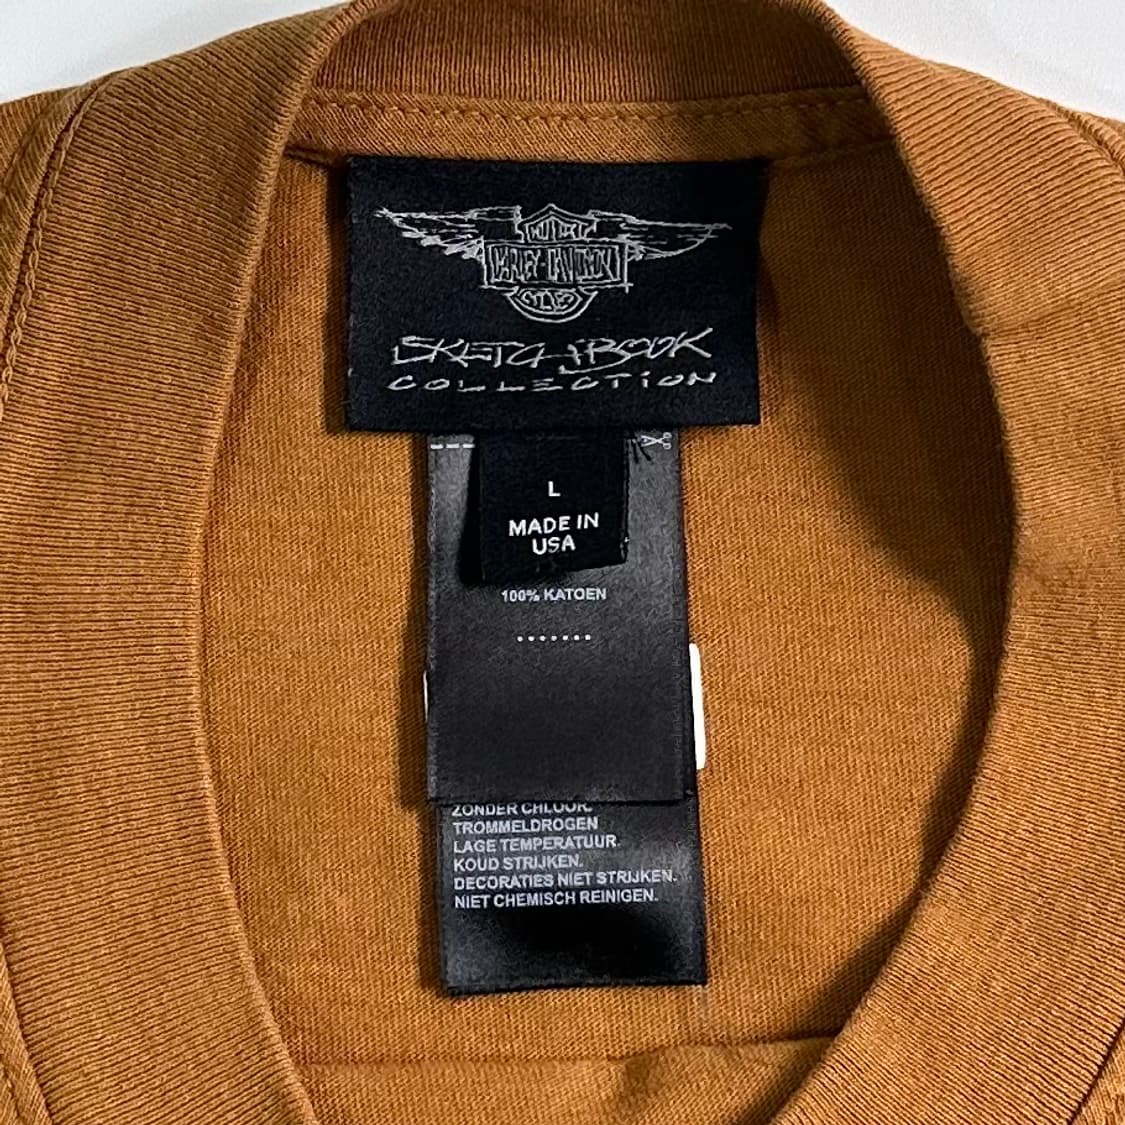 MOTOR
HARLEY-DAVIDSON
SKETCHBOOK
COLLECTION
L
MADE IN
USA
100% KATOEN
.......
ZONDER CHLOOR.
TROMMELDROGEN
LAGE TEMPERATUUR.
KOUD STRIJKEN.
DECORATIES NIET STRIJKEN.
NIET CHEMISCH REINIGEN.